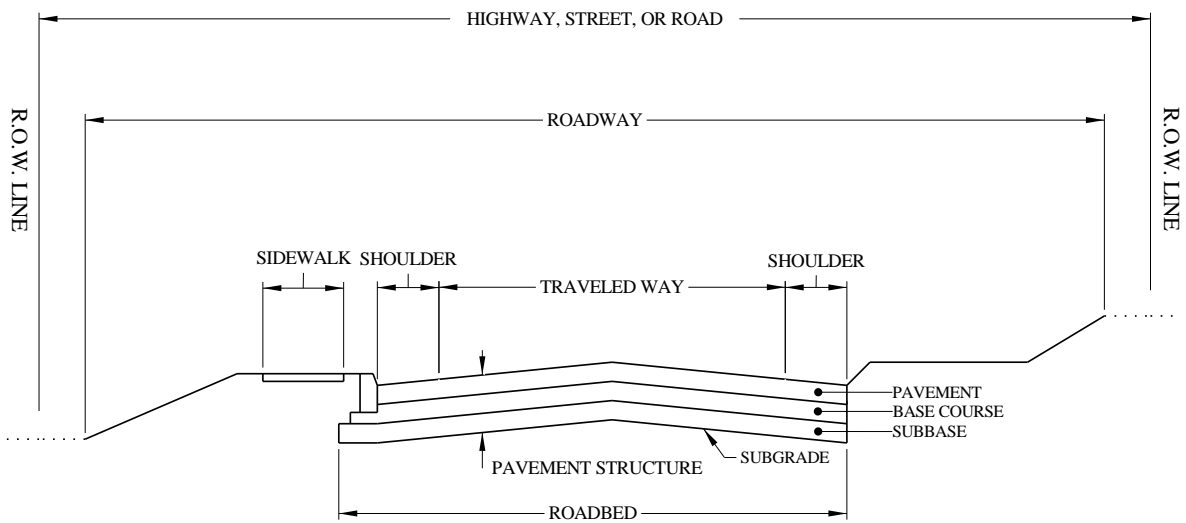 HIGHWAY, STREET, OR ROAD
R.O.W. LINE
R.O.W. LINE
ROADWAY
SIDEWALK
SHOULDER
SHOULDER
TRAVELED WAY
PAVEMENT
BASE COURSE
SUBBASE
SUBGRADE
PAVEMENT STRUCTURE
ROADBED